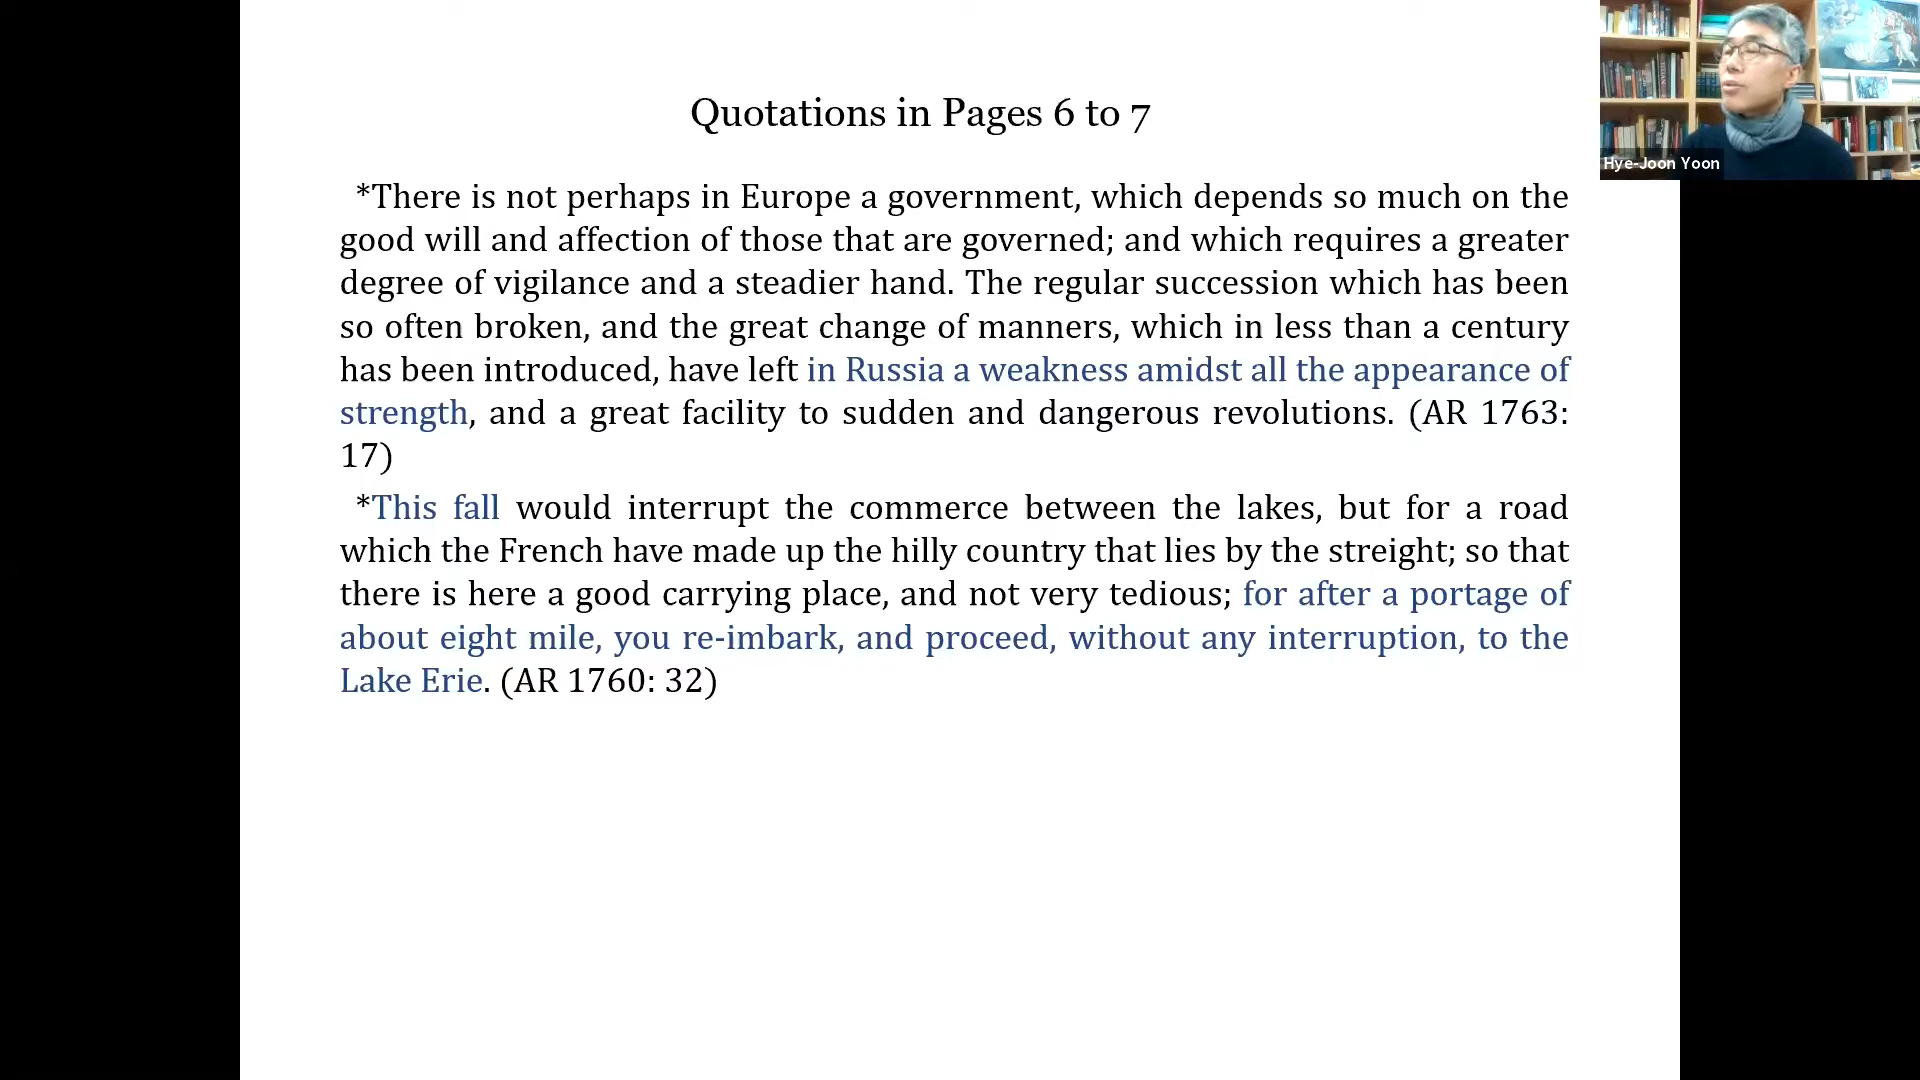 Quotations in Pages 6 to 7
Hye-Joon Yoon
*There is not perhaps in Europe a government, which depends so much on the
good will and affection of those that are governed; and which requires a greater
degree of vigilance and a steadier hand. The regular succession which has been
so often broken, and the great change of manners, which in less than a century
has been introduced, have left in Russia a weakness amidst all the appearance of
strength, and a great facility to sudden and dangerous revolutions. (AR 1763:
17)
*This fall would interrupt the commerce between the lakes, but for a road
which the French have made up the hilly country that lies by the streight; so that
there is here a good carrying place, and not very tedious; for after a portage of
about eight mile, you re-imbark, and proceed, without any interruption, to the
Lake Erie. (AR 1760: 32)